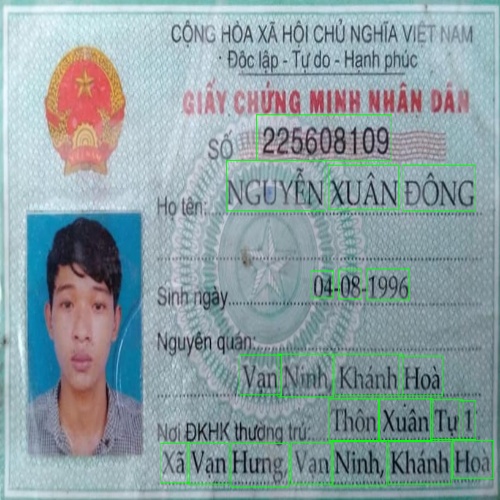 CỘNG HÒA XÃ HỘI CHỦ NGHĨA VIỆT NAM
Độc lập - Tự do - Hạnh phúc
GIẤY CHỨNG MINH NHÂN DÂN
SỐ 225608109
Họ tên: NGUYỄN XUÂN ĐÔNG
Sinh ngày 04-08-1996
Nguyên quán:
Vạn Ninh, Khánh Hoà
Nơi ĐKHK thường trú: Thôn Xuân Tự 1
Xã Vạn Hưng, Vạn Ninh, Khánh Hoà